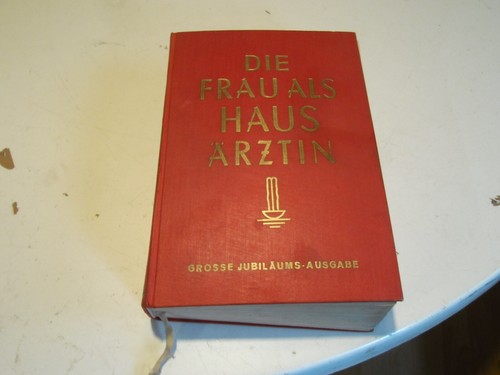 DIE
FRAU ALS
HAUS
ÄRZTIN
GROSSE JUBILÄUMS-AUSGABE